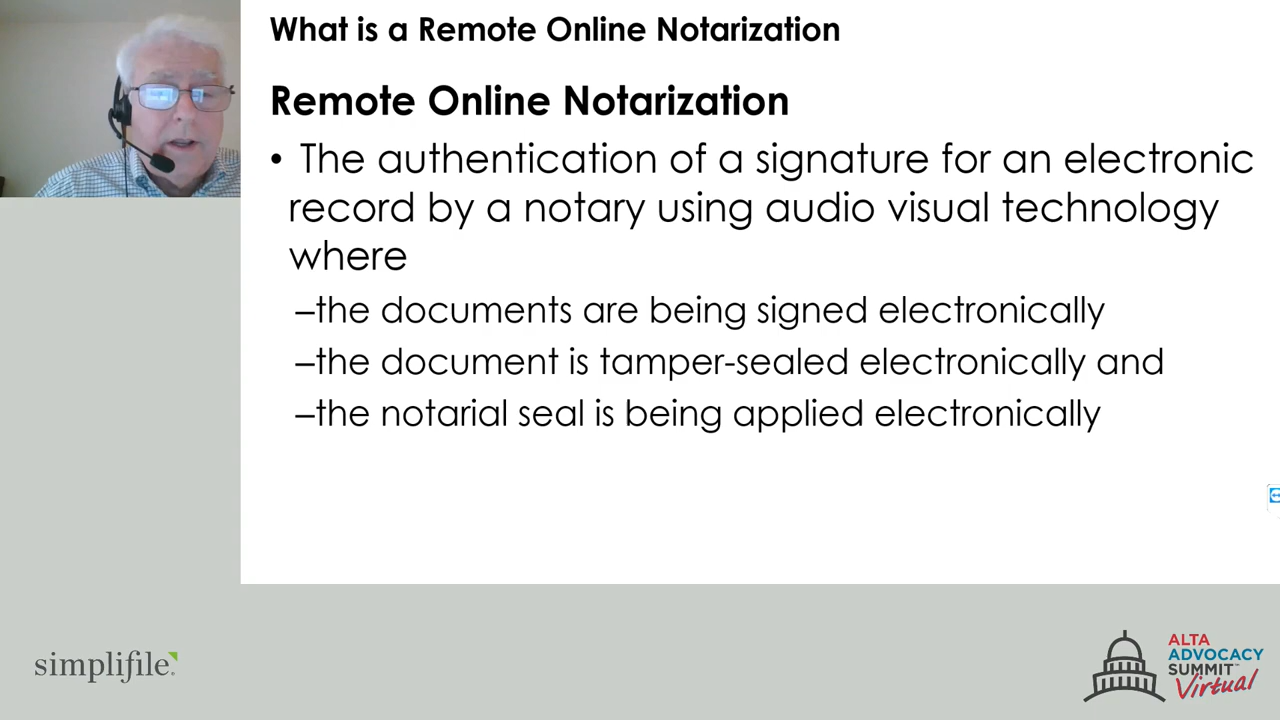 What is a Remote Online Notarization
Remote Online Notarization
• The authentication of a signature for an electronic
record by a notary using audio visual technology
where
–the documents are being signed electronically
–the document is tamper-sealed electronically and
–the notarial seal is being applied electronically
simplifile®
ALTA
ADVOCACY
SUMMIT™
Virtual